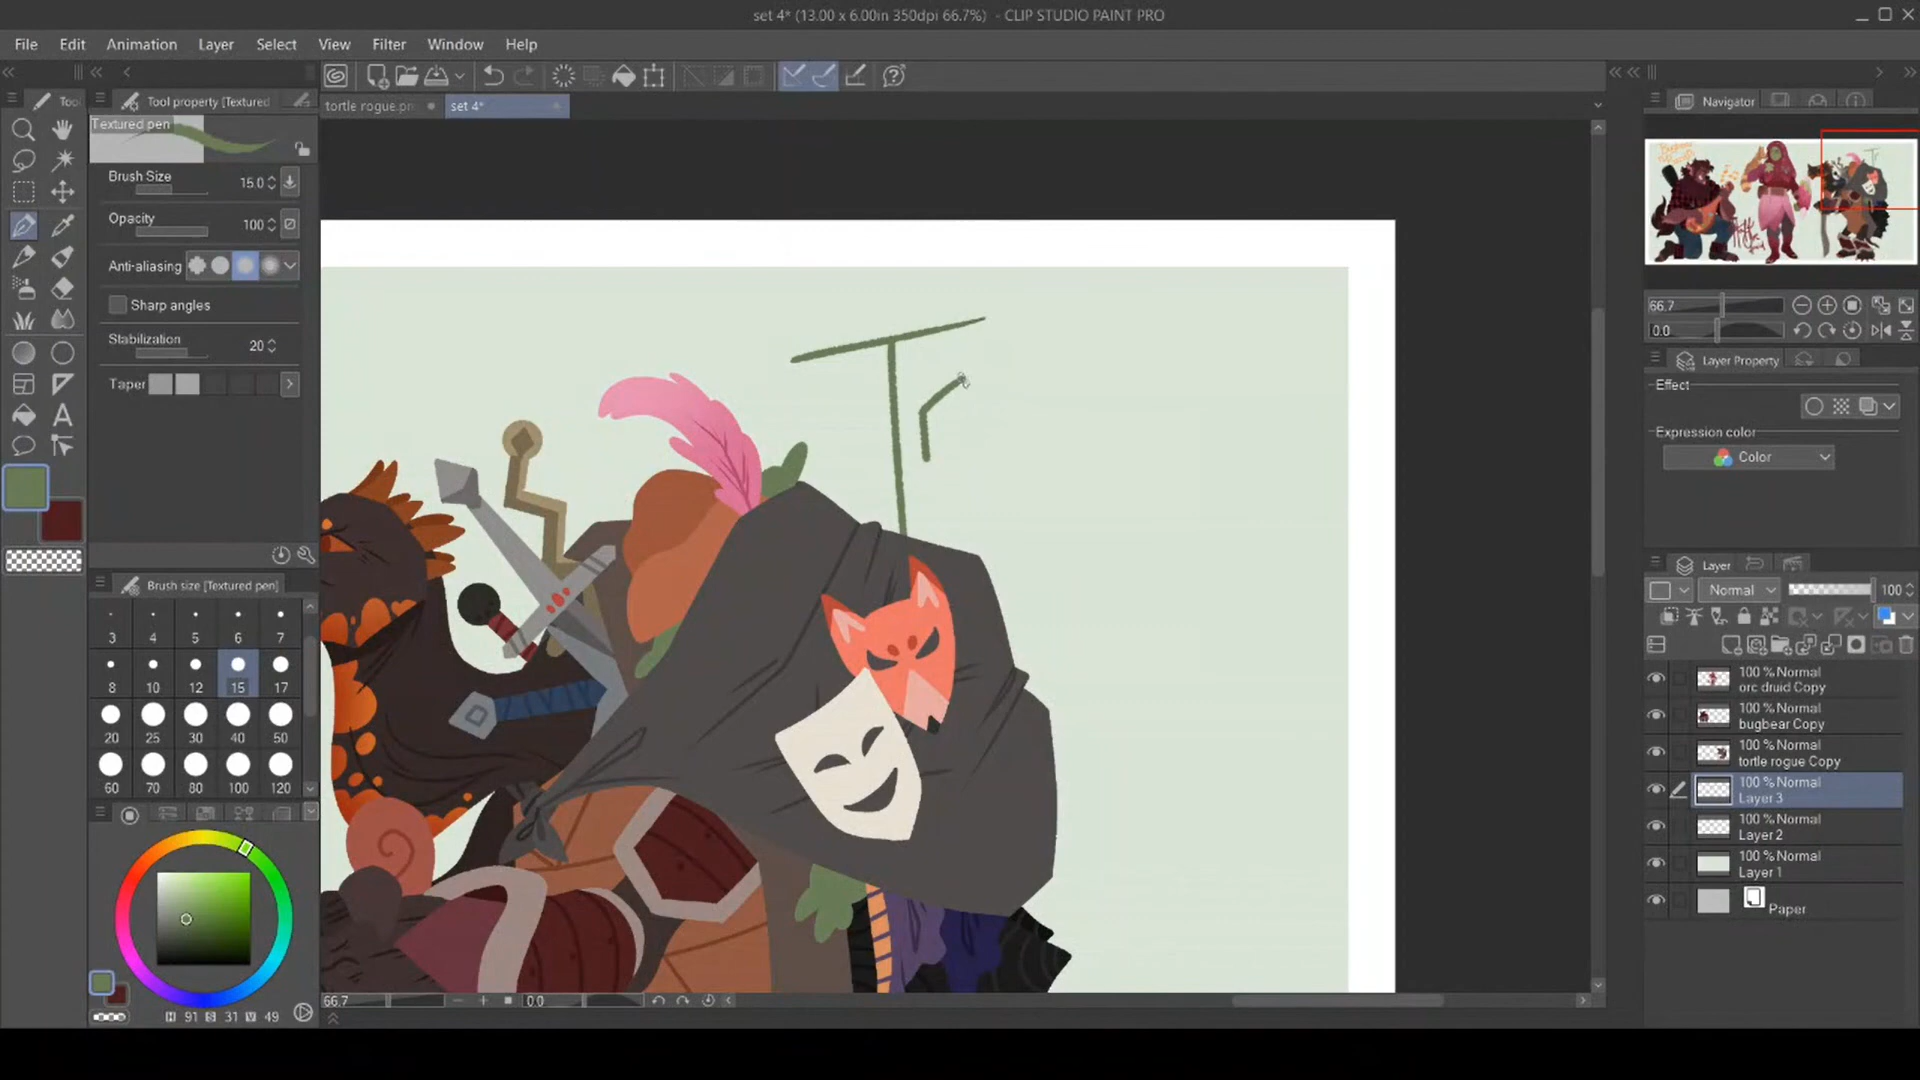 set 4* (13.00 x 6.00in 350dpi 66.7%) - CLIP STUDIO PAINT PRO
File Edit Animation Layer Select View Filter Window Help
Tool property [Textured
tortle rogue.pn
set 4*
Navigator
Textured pen
Brush Size 15.0
Opacity 100
Anti-aliasing
Sharp angles
Stabilization 20
Taper
Tr
66.7
0.0
Layer Property
Effect
Expression color
Color
Brush size [Textured pen]
3 4 5 6 7
8 10 12 15 17
20 25 30 40 50
60 70 80 100 120
Layer
Normal 100
100 % Normal
orc druid Copy
100 % Normal
bugbear Copy
100 % Normal
tortle rogue Copy
100 % Normal
Layer 3
100 % Normal
Layer 2
100 % Normal
Layer 1
Paper
66.7 0.0
H 91 S 31 V 49